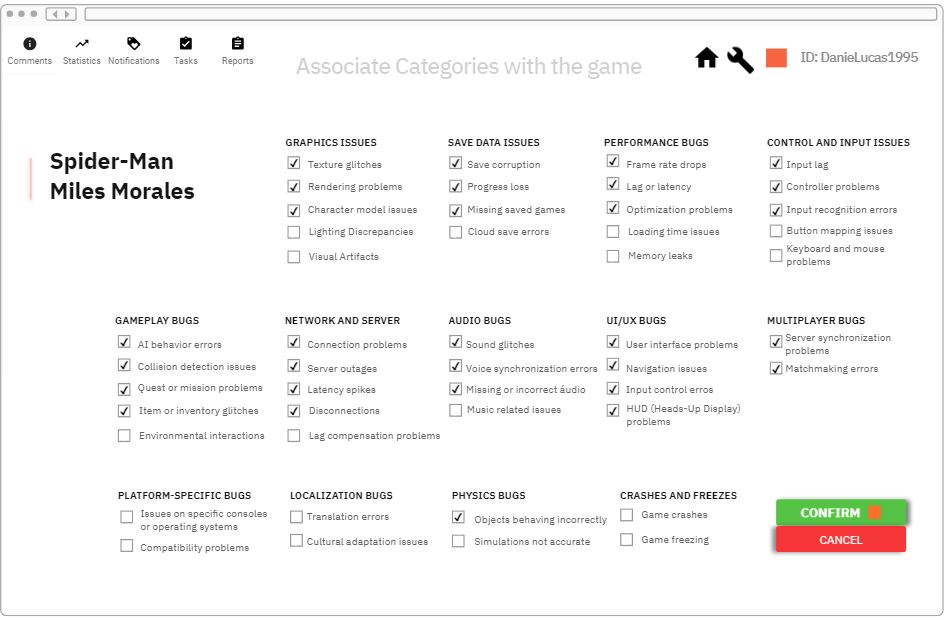 Comments Statistics Notifications Tasks Reports
Associate Categories with the game
ID: DanieLucas1995
Spider-Man
Miles Morales
GRAPHICS ISSUES
Texture glitches
Rendering problems
Character model issues
Lighting Discrepancies
Visual Artifacts
SAVE DATA ISSUES
Save corruption
Progress loss
Missing saved games
Cloud save errors
PERFORMANCE BUGS
Frame rate drops
Lag or latency
Optimization problems
Loading time issues
Memory leaks
CONTROL AND INPUT ISSUES
Input lag
Controller problems
Input recognition errors
Button mapping issues
Keyboard and mouse
problems
GAMEPLAY BUGS
AI behavior errors
Collision detection issues
Quest or mission problems
Item or inventory glitches
Environmental interactions
NETWORK AND SERVER
Connection problems
Server outages
Latency spikes
Disconnections
Lag compensation problems
AUDIO BUGS
Sound glitches
Voice synchronization errors
Missing or incorrect áudio
Music related issues
UI/UX BUGS
User interface problems
Navigation issues
Input control erros
HUD (Heads-Up Display)
problems
MULTIPLAYER BUGS
Server synchronization
problems
Matchmaking errors
PLATFORM-SPECIFIC BUGS
Issues on specific consoles
or operating systems
Compatibility problems
LOCALIZATION BUGS
Translation errors
Cultural adaptation issues
PHYSICS BUGS
Objects behaving incorrectly
Simulations not accurate
CRASHES AND FREEZES
Game crashes
Game freezing
CONFIRM
CANCEL